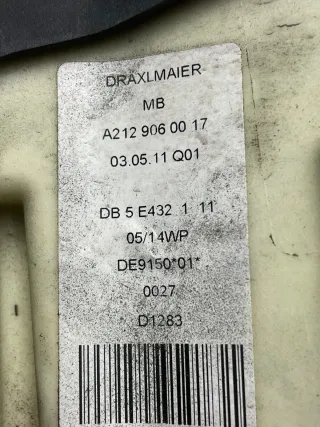 DRAXLMAIER
MB
A212 906 00 17
03.05.11 Q01
DB 5 E432 1 11
05/14WP
DE9150*01*
0027
D1283